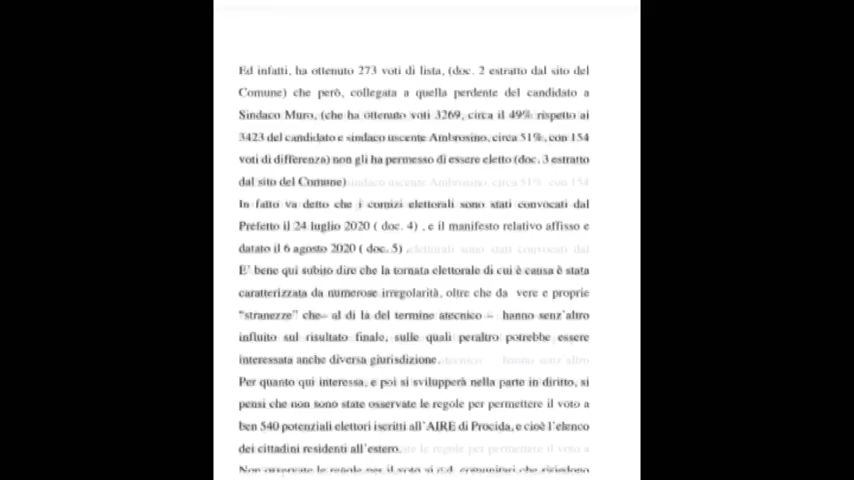 Ed infatti, ha ottenuto 273 voti di lista, (doc. 2 estratto dal sito del
Comune) che però, collegata a quella perdente del candidato a
Sindaco Muro, (che ha ottenuto voti 3269, circa il 49% rispetto ai
3423 del candidato e sindaco uscente Ambrosino, circa 51%, con 154
voti di differenza) non gli ha permesso di essere eletto (doc. 3 estratto
dal sito del Comune)
In fatto va detto che i comizi elettorali sono stati convocati dal
Prefetto il 24 luglio 2020 ( doc. 4) , e il manifesto relativo affisso e
datato il 6 agosto 2020 ( doc. 5) .
E' bene qui subito dire che la tornata elettorale di cui è causa è stata
caratterizzata da numerose irregolarità, oltre che da vere e proprie
"stranezze" che– al di là del termine atecnico – hanno senz'altro
influito sul risultato finale, sulle quali peraltro potrebbe essere
interessata anche diversa giurisdizione.
Per quanto qui interessa, e poi si svilupperà nella parte in diritto, si
pensi che non sono state osservate le regole per permettere il voto a
ben 540 potenziali elettori iscritti all'AIRE di Procida, e cioè l'elenco
dei cittadini residenti all'estero.
Non osservate le regole per il voto si